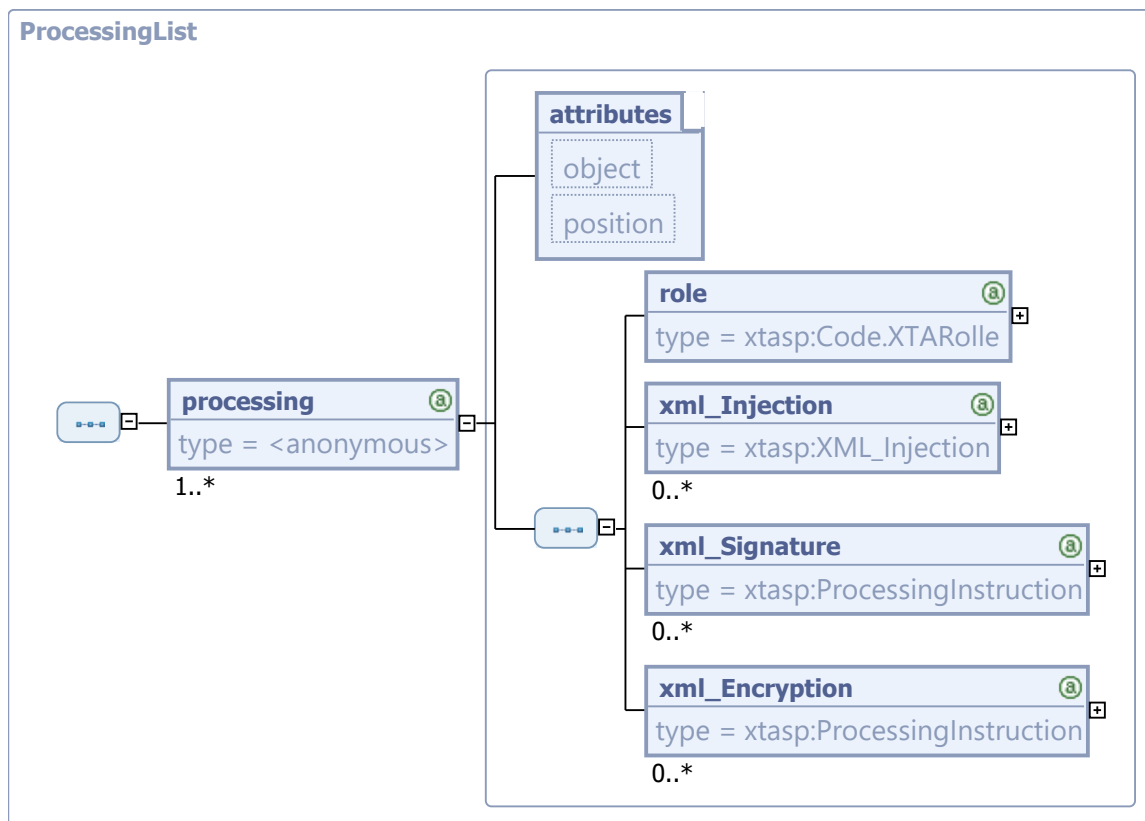 ProcessingList
attributes
object
position
role
type = xtasp:Code.XTARolle
processing
type = <anonymous>
1..*
xml_Injection
type = xtasp:XML_Injection
0..*
xml_Signature
type = xtasp:ProcessingInstruction
0..*
xml_Encryption
type = xtasp:ProcessingInstruction
0..*